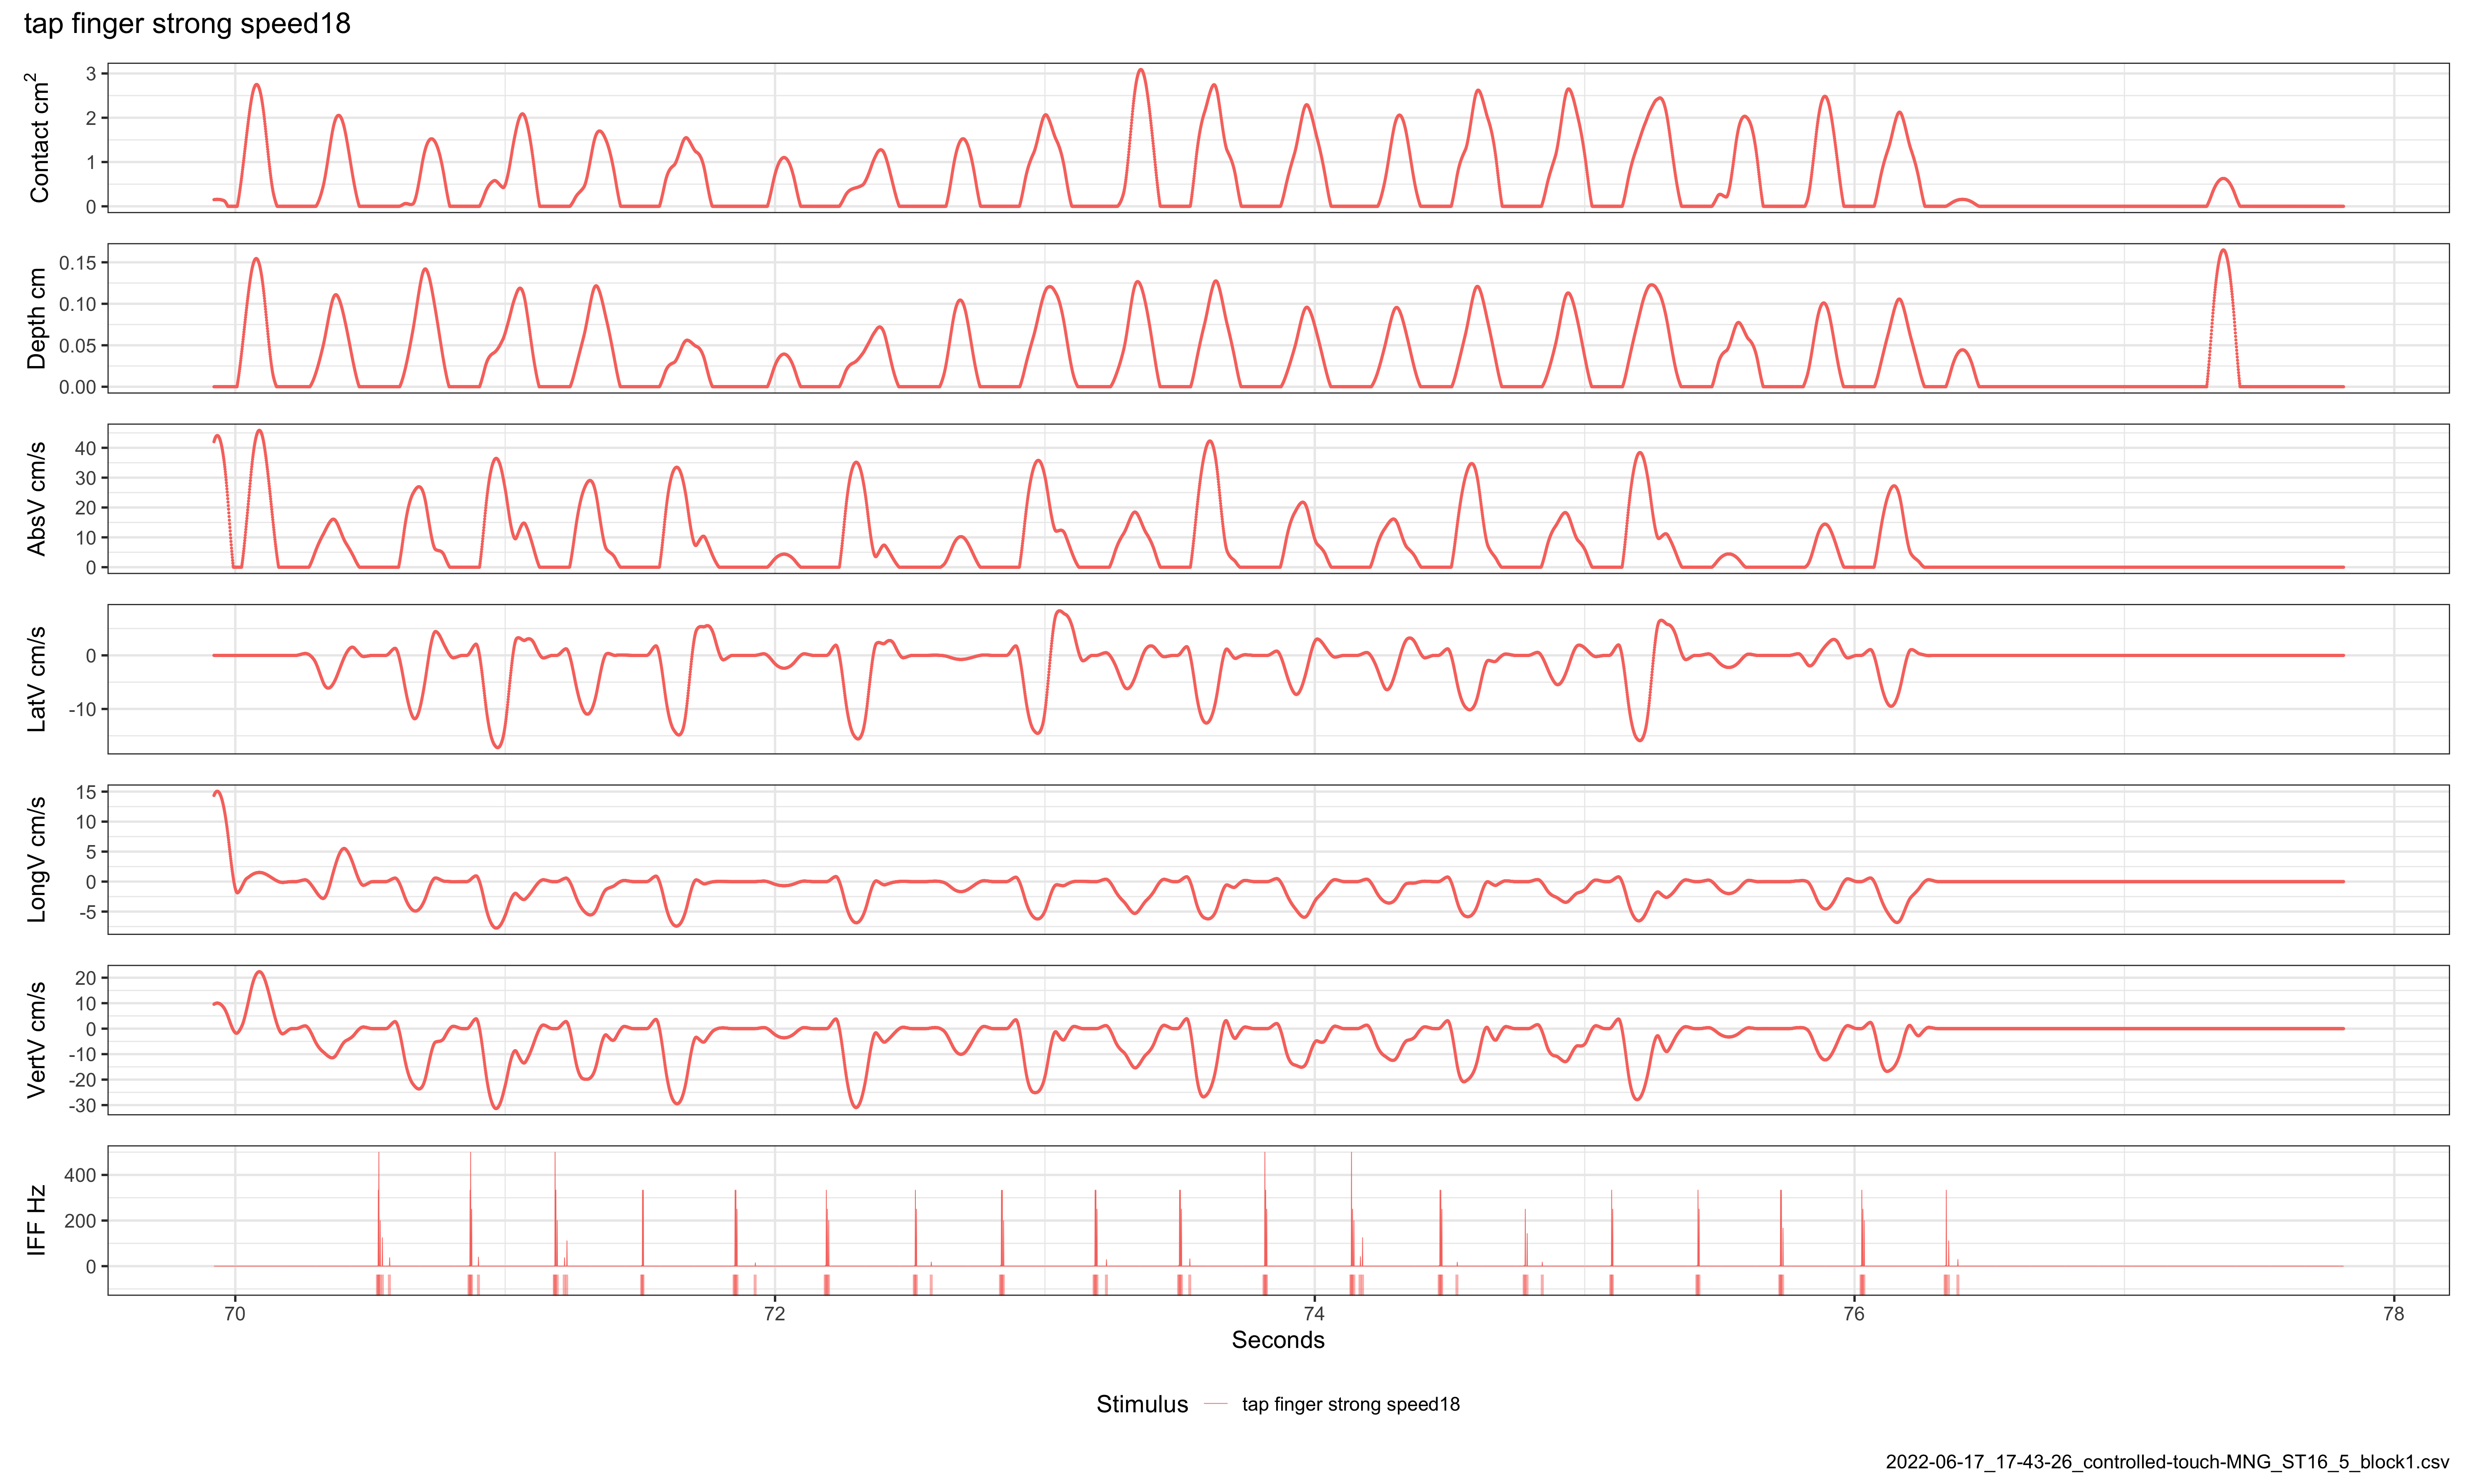 tap finger strong speed18
Contact cm²
3
2
1
0
Depth cm
0.15
0.10
0.05
0.00
AbsV cm/s
40
30
20
10
0
LatV cm/s
0
-10
LongV cm/s
15
10
5
0
-5
VertV cm/s
20
10
0
-10
-20
-30
IFF Hz
400
200
0
70 72 74 76 78
Seconds
Stimulus tap finger strong speed18
2022-06-17_17-43-26_controlled-touch-MNG_ST16_5_block1.csv